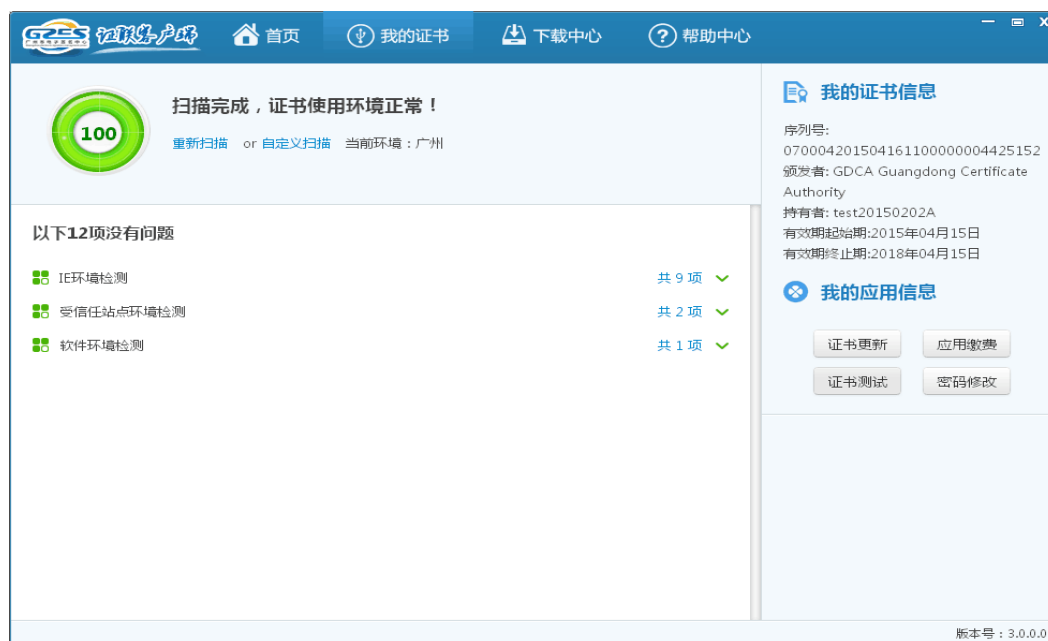 GZES 证联客户端
首页
我的证书
下载中心
帮助中心
100
扫描完成，证书使用环境正常！
重新扫描 or 自定义扫描 当前环境：广州
以下12项没有问题
IE环境检测 共 9 项
受信任站点环境检测 共 2 项
软件环境检测 共 1 项
我的证书信息
序列号:
0700042015041611000000004425152
颁发者: GDCA Guangdong Certificate
Authority
持有者: test20150202A
有效期起始期:2015年04月15日
有效期终止期:2018年04月15日
我的应用信息
证书更新 应用缴费
证书测试 密码修改
版本号：3.0.0.0